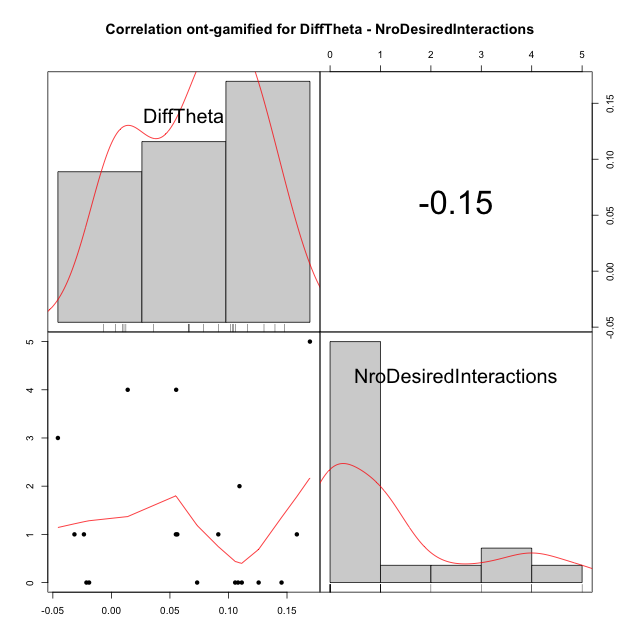 Correlation ont-gamified for DiffTheta - NroDesiredInteractions
0 1 2 3 4 5
DiffTheta
-0.15
-0.05 0.00 0.05 0.10 0.15
NroDesiredInteractions
0 1 2 3 4 5
-0.05 0.00 0.05 0.10 0.15